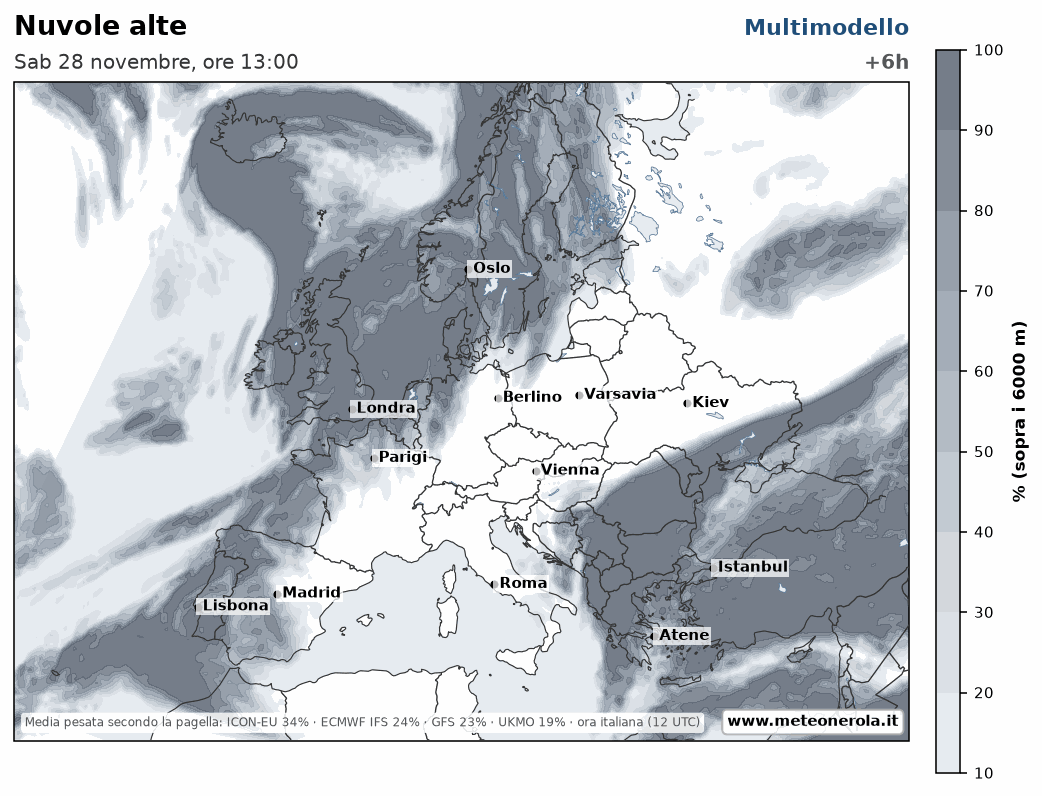 Nuvole alte
Multimodello
Sab 28 novembre, ore 13:00
+6h
100
90
80
70
60
50
40
30
20
10
% (sopra i 6000 m)
Oslo
Londra
Berlino
Varsavia
Kiev
Parigi
Vienna
Istanbul
Roma
Madrid
Lisbona
Atene
Media pesata secondo la pagella: ICON-EU 34% · ECMWF IFS 24% · GFS 23% · UKMO 19% · ora italiana (12 UTC)
www.meteonerola.it